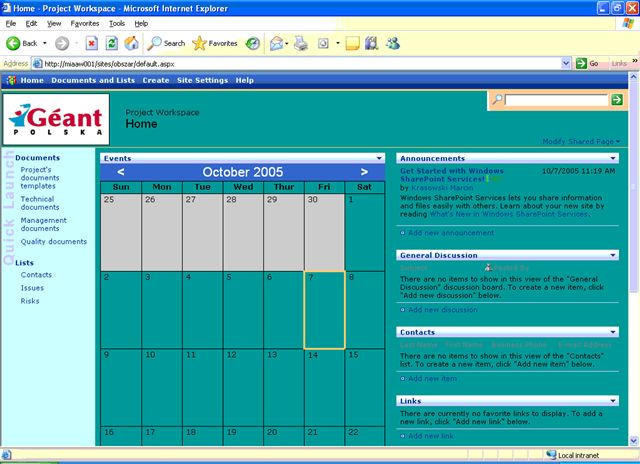 Home - Project Workspace - Microsoft Internet Explorer
File Edit View Favorites Tools Help
Back Search Favorites
Address http://miaaw001/sites/obszar/default.aspx Go Links »
Home Documents and Lists Create Site Settings Help
Géant
POLSKA
Project Workspace
Home
Modify Shared Page
Quick Launch
Documents
Project's
documents
templates
Technical
documents
Management
documents
Quality documents
Lists
Contacts
Issues
Risks
Events
< October 2005 >
Sun Mon Tue Wed Thur Fri Sat
25 26 27 28 29 30 1
2 3 4 5 6 7 8
9 10 11 12 13 14 15
16 17 18 19 20 21 22
Announcements
Get Started with Windows 10/7/2005 11:19 AM
SharePoint Services!
by Krasowski Marcin
Windows SharePoint Services lets you share information
and files easily with others. Learn about your new site by
reading What's New in Windows SharePoint Services.
Add new announcement
General Discussion
Subject Posted By
There are no items to show in this view of the "General
Discussion" discussion board. To create a new item, click
"Add new discussion" below.
Add new discussion
Contacts
Last Name First Name Business Phone E-mail Address
There are no items to show in this view of the "Contacts"
list. To create a new item, click "Add new item" below.
Add new item
Links
There are currently no favorite links to display. To add a
new link, click "Add new link" below.
Add new link
Local intranet